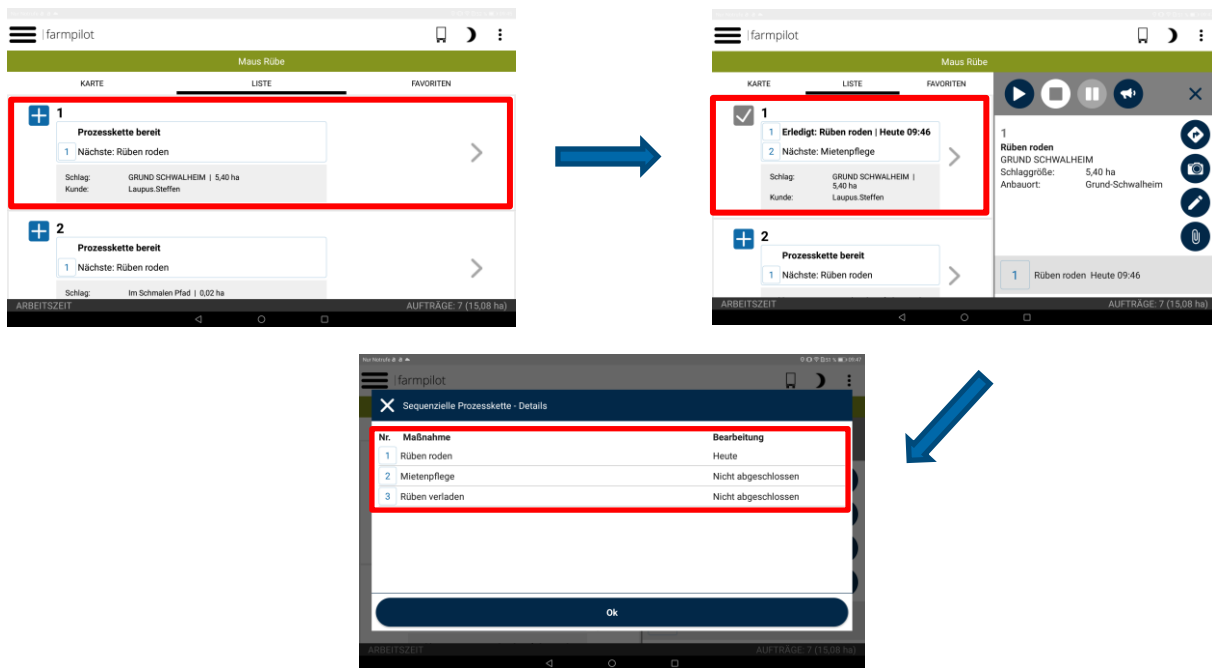 |farmpilot
Maus Rübe
KARTE LISTE FAVORITEN
1
Prozesskette bereit
1 Nächste: Rüben roden
Schlag: GRUND SCHWALHEIM | 5,40 ha
Kunde: Laupus.Steffen
2
Prozesskette bereit
1 Nächste: Rüben roden
Schlag: Im Schmalen Pfad | 0,02 ha
ARBEITSZEIT AUFTRÄGE: 7 (15,08 ha)
|farmpilot
Maus Rübe
KARTE LISTE FAVORITEN
1
1 Erledigt: Rüben roden | Heute 09:46
2 Nächste: Mietenpflege
Schlag: GRUND SCHWALHEIM |
5,40 ha
Kunde: Laupus.Steffen
2
Prozesskette bereit
1 Nächste: Rüben roden
1
Rüben roden
GRUND SCHWALHEIM
Schlaggröße: 5,40 ha
Anbauort: Grund-Schwalheim
1 Rüben roden Heute 09:46
ARBEITSZEIT AUFTRÄGE: 7 (15,08 ha)
Nur Notrufe
|farmpilot
Sequenzielle Prozesskette - Details
Nr. Maßnahme Bearbeitung
1 Rüben roden Heute
2 Mietenpflege Nicht abgeschlossen
3 Rüben verladen Nicht abgeschlossen
Ok
ARBEITSZEIT AUFTRÄGE: 7 (15,08 ha)